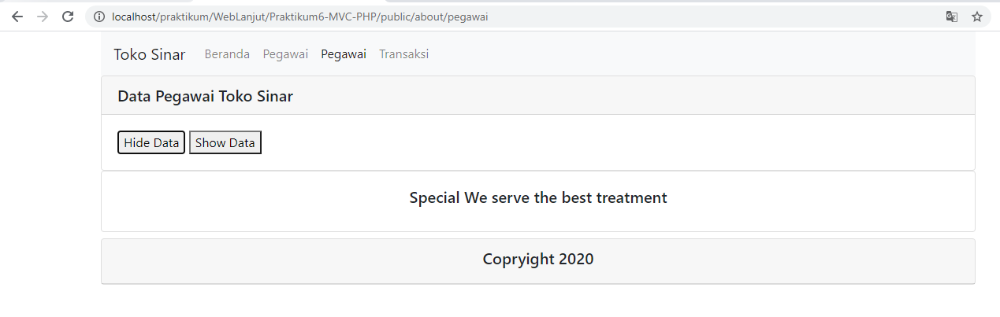 localhost/praktikum/WebLanjut/Praktikum6-MVC-PHP/public/about/pegawai
Toko Sinar Beranda Pegawai Pegawai Transaksi
Data Pegawai Toko Sinar
Hide Data Show Data
Special We serve the best treatment
Copryight 2020